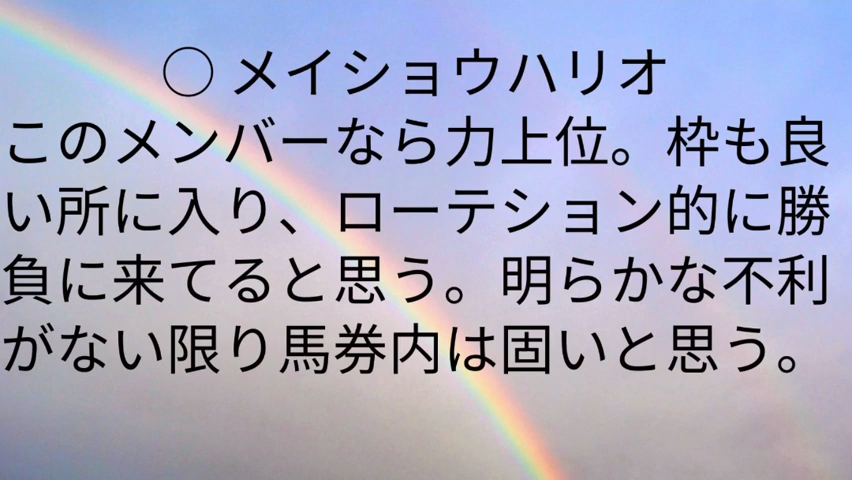 ○ メイショウハリオ
このメンバーなら力上位。枠も良
い所に入り、ローテション的に勝
負に来てると思う。明らかな不利
がない限り馬券内は固いと思う。